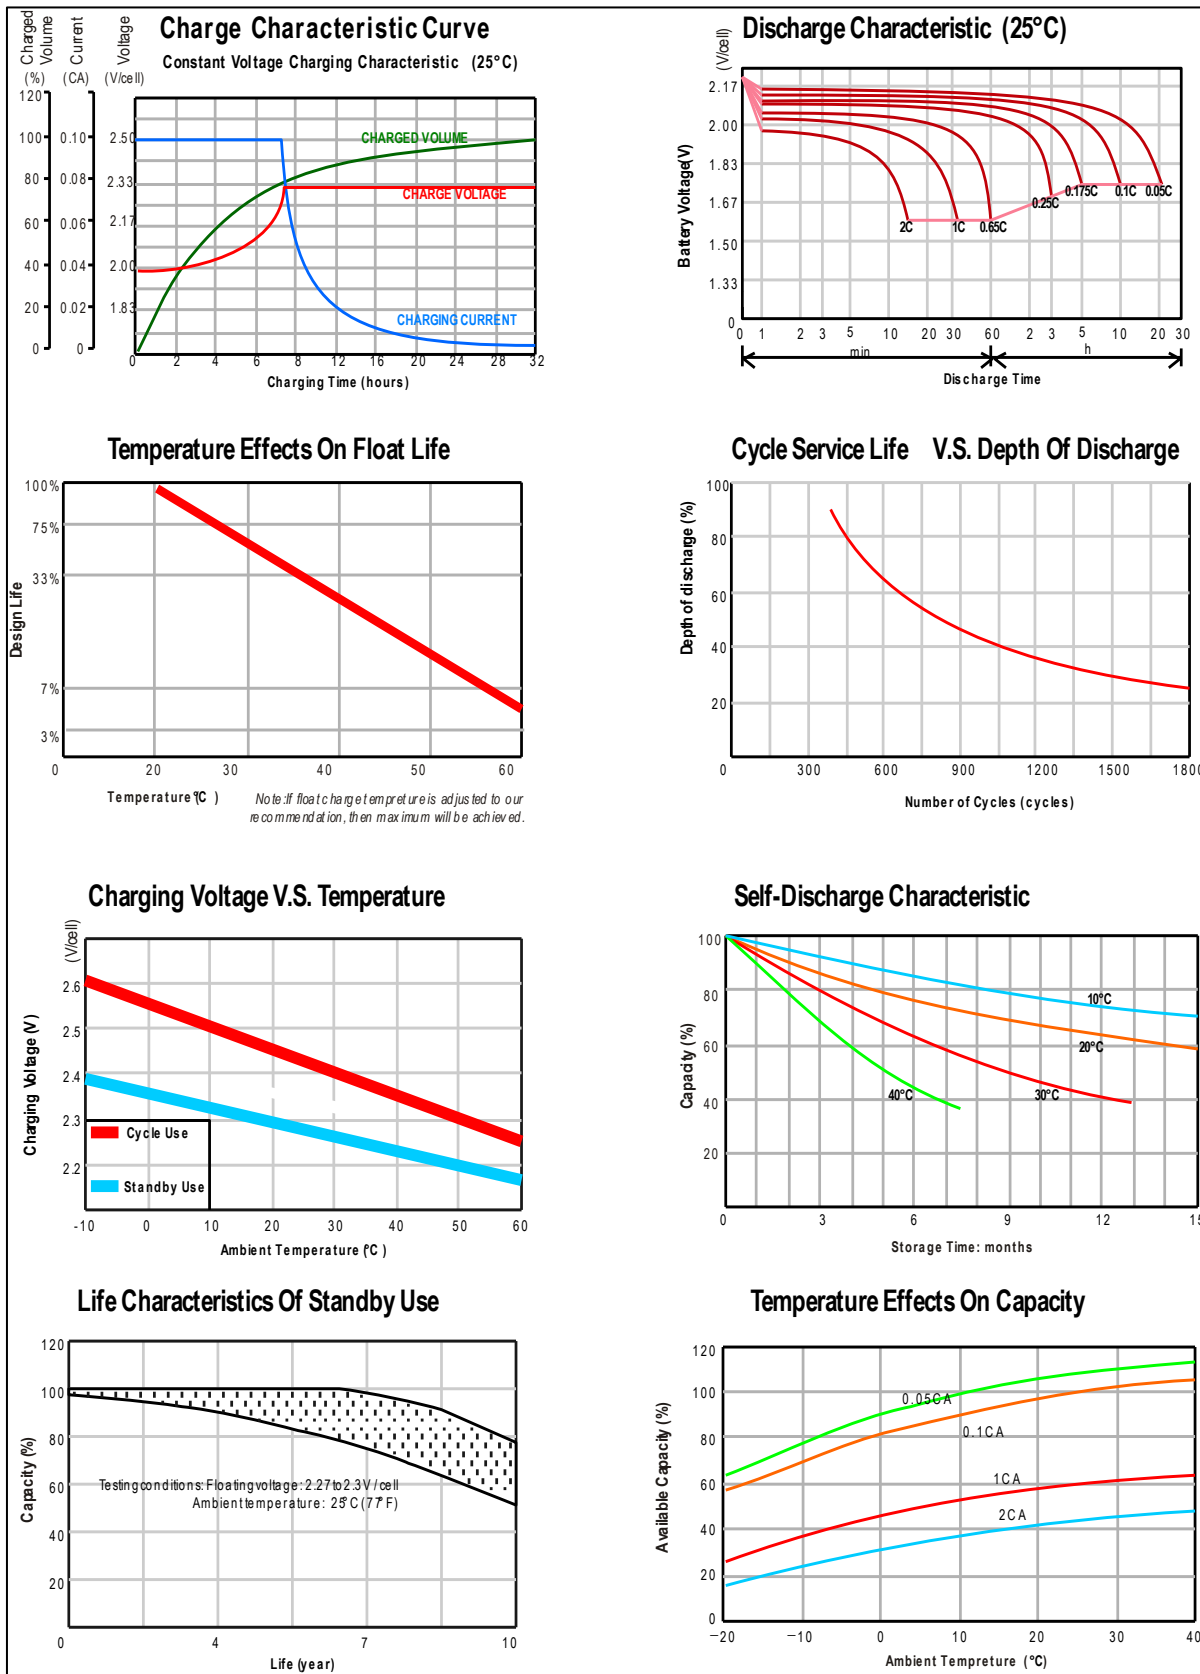 Charge Characteristic Curve
Constant Voltage Charging Characteristic (25°C)
Charged Volume
Current
Voltage
(%)
(CA)
(V/cell)
120
100
80
60
40
20
0
0.10
0.08
0.06
0.04
0.02
0
2.50
2.33
2.17
2.00
1.83
CHARGED VOLUME
CHARGE VOLTAGE
CHARGING CURRENT
0 2 4 6 8 12 16 20 24 28 32
Charging Time (hours)
Discharge Characteristic (25°C)
(V/cell)
Battery Voltage(V)
2.17
2.00
1.83
1.67
1.50
1.33
0
2C 1C 0.65C 0.25C 0.175C 0.1C 0.05C
0 1 2 3 5 10 20 30 60 2 3 5 10 20 30
min h
Discharge Time
Temperature Effects On Float Life
Design Life
100%
75%
33%
7%
3%
0 20 30 40 50 60
Temperature(°C )
Note:If float charge tempreture is adjusted to our
recommendation, then maximum will be achieved.
Cycle Service Life V.S. Depth Of Discharge
Depth of discharge (%)
100
80
60
40
20
0 300 600 900 1200 1500 1800
Number of Cycles (cycles)
Charging Voltage V.S. Temperature
(V/cell)
Charging Voltage (V)
2.6
2.5
2.4
2.3
2.2
Cycle Use
Standby Use
-10 0 10 20 30 40 50 60
Ambient Temperature (°C )
Self-Discharge Characteristic
Capacity (%)
100
80
60
40
20
10°C
20°C
30°C
40°C
0 3 6 9 12 15
Storage Time: months
Life Characteristics Of Standby Use
Capacity (%)
120
100
80
60
40
20
Testing conditions: Floating voltage: 2.27 to 2.3V/cell
Ambient temperature: 25°C (77°F)
0 4 7 10
Life (year)
Temperature Effects On Capacity
Available Capacity (%)
120
100
80
60
40
20
0
0.05CA
0.1CA
1CA
2CA
-20 -10 0 10 20 30 40
Ambient Tempreture (°C)